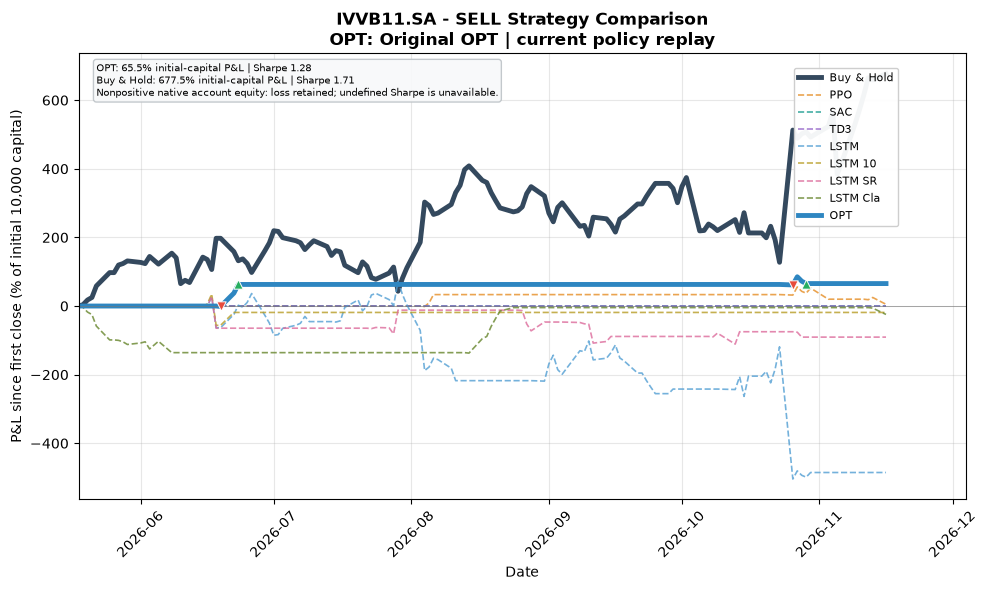 IVVB11.SA - SELL Strategy Comparison
OPT: Original OPT | current policy replay
OPT: 65.5% initial-capital P&L | Sharpe 1.28
Buy & Hold: 677.5% initial-capital P&L | Sharpe 1.71
Nonpositive native account equity: loss retained; undefined Sharpe is unavailable.
Buy & Hold
PPO
SAC
TD3
LSTM
LSTM 10
LSTM SR
LSTM Cla
OPT
P&L since first close (% of initial 10,000 capital)
600
400
200
0
−200
−400
2026-06
2026-07
2026-08
2026-09
2026-10
2026-11
2026-12
Date